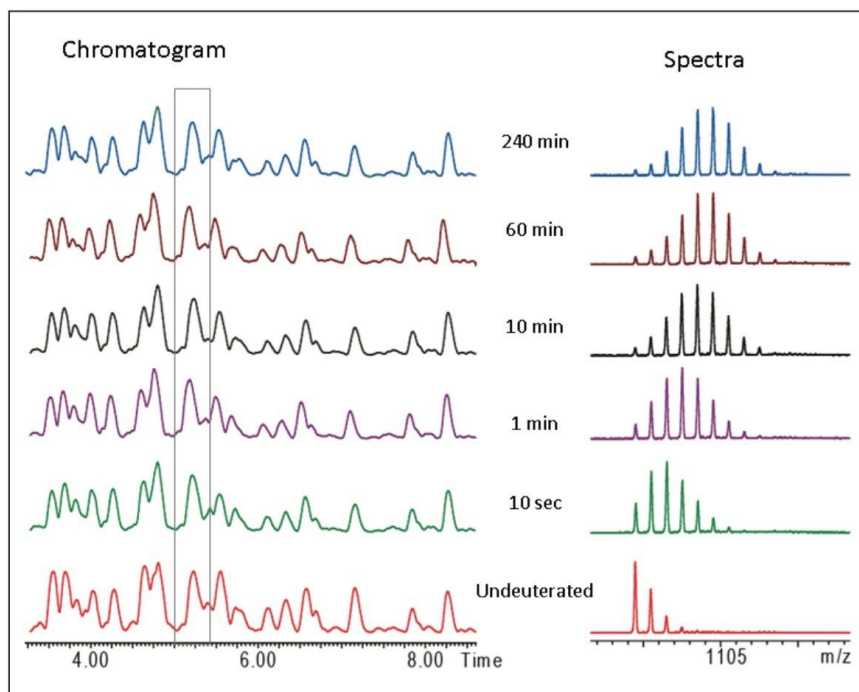 Chromatogram
Spectra
240 min
60 min
10 min
1 min
10 sec
Undeuterated
4.00 6.00 8.00 Time
1105 m/z